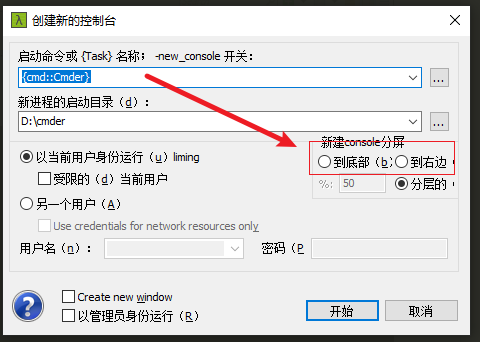 创建新的控制台
启动命令或 {Task} 名称； -new_console 开关:
{cmd::Cmder}
...
新进程的启动目录（d）:
D:\cmder
...
新建console分屏
以当前用户身份运行（u）liming
到底部（b
到右边（
受限的（d）当前用户
%:
50
分层的（
另一个用户（A）
Use credentials for network resources only
用户名（n）:
密码（P
Create new window
以管理员身份运行（R）
开始
取消